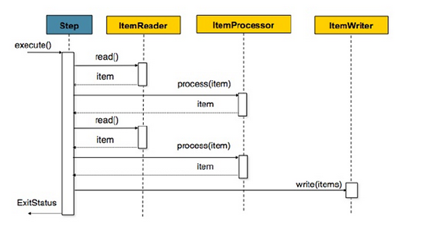 Step ItemReader ItemProcessor ItemWriter
execute()
read()
item
process(item)
item
read()
item
process(item)
item
write(items)
ExitStatus